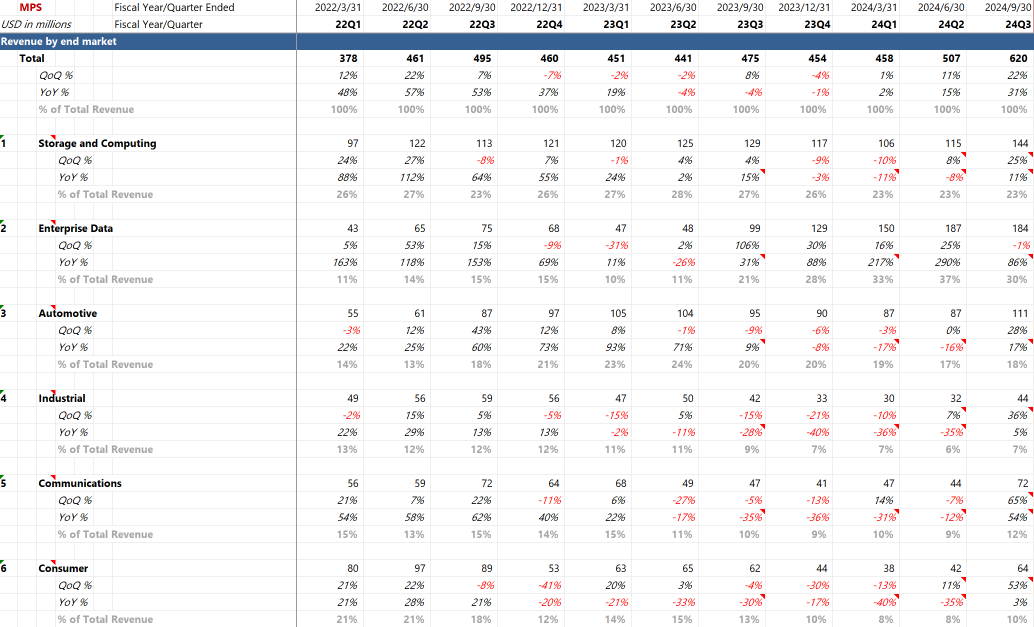 MPS Fiscal Year/Quarter Ended 2022/3/31 2022/6/30 2022/9/30 2022/12/31 2023/3/31 2023/6/30 2023/9/30 2023/12/31 2024/3/31 2024/6/30 2024/9/30
USD in millions Fiscal Year/Quarter 22Q1 22Q2 22Q3 22Q4 23Q1 23Q2 23Q3 23Q4 24Q1 24Q2 24Q3
Revenue by end market
Total 378 461 495 460 451 441 475 454 458 507 620
QoQ % 12% 22% 7% -7% -2% -2% 8% -4% 1% 11% 22%
YoY % 48% 57% 53% 37% 19% -4% -4% -1% 2% 15% 31%
% of Total Revenue 100% 100% 100% 100% 100% 100% 100% 100% 100% 100% 100%
1 Storage and Computing 97 122 113 121 120 125 129 117 106 115 144
QoQ % 24% 27% -8% 7% -1% 4% 4% -9% -10% 8% 25%
YoY % 88% 112% 64% 55% 24% 2% 15% -3% -11% -8% 11%
% of Total Revenue 26% 27% 23% 26% 27% 28% 27% 26% 23% 23% 23%
2 Enterprise Data 43 65 75 68 47 48 99 129 150 187 184
QoQ % 5% 53% 15% -9% -31% 2% 106% 30% 16% 25% -1%
YoY % 163% 118% 153% 69% 11% -26% 31% 88% 217% 290% 86%
% of Total Revenue 11% 14% 15% 15% 10% 11% 21% 28% 33% 37% 30%
3 Automotive 55 61 87 97 105 104 95 90 87 87 111
QoQ % -3% 12% 43% 12% 8% -1% -9% -6% -3% 0% 28%
YoY % 22% 25% 60% 73% 93% 71% 9% -8% -17% -16% 17%
% of Total Revenue 14% 13% 18% 21% 23% 24% 20% 20% 19% 17% 18%
4 Industrial 49 56 59 56 47 50 42 33 30 32 44
QoQ % -2% 15% 5% -5% -15% 5% -15% -21% -10% 7% 36%
YoY % 22% 29% 13% 13% -2% -11% -28% -40% -36% -35% 5%
% of Total Revenue 13% 12% 12% 12% 11% 11% 9% 7% 7% 6% 7%
5 Communications 56 59 72 64 68 49 47 41 47 44 72
QoQ % 21% 7% 22% -11% 6% -27% -5% -13% 14% -7% 65%
YoY % 54% 58% 62% 40% 22% -17% -35% -36% -31% -12% 54%
% of Total Revenue 15% 13% 15% 14% 15% 11% 10% 9% 10% 9% 12%
6 Consumer 80 97 89 53 63 65 62 44 38 42 64
QoQ % 21% 22% -8% -41% 20% 3% -4% -30% -13% 11% 53%
YoY % 21% 28% 21% -20% -21% -33% -30% -17% -40% -35% 3%
% of Total Revenue 21% 21% 18% 12% 14% 15% 13% 10% 8% 8% 10%